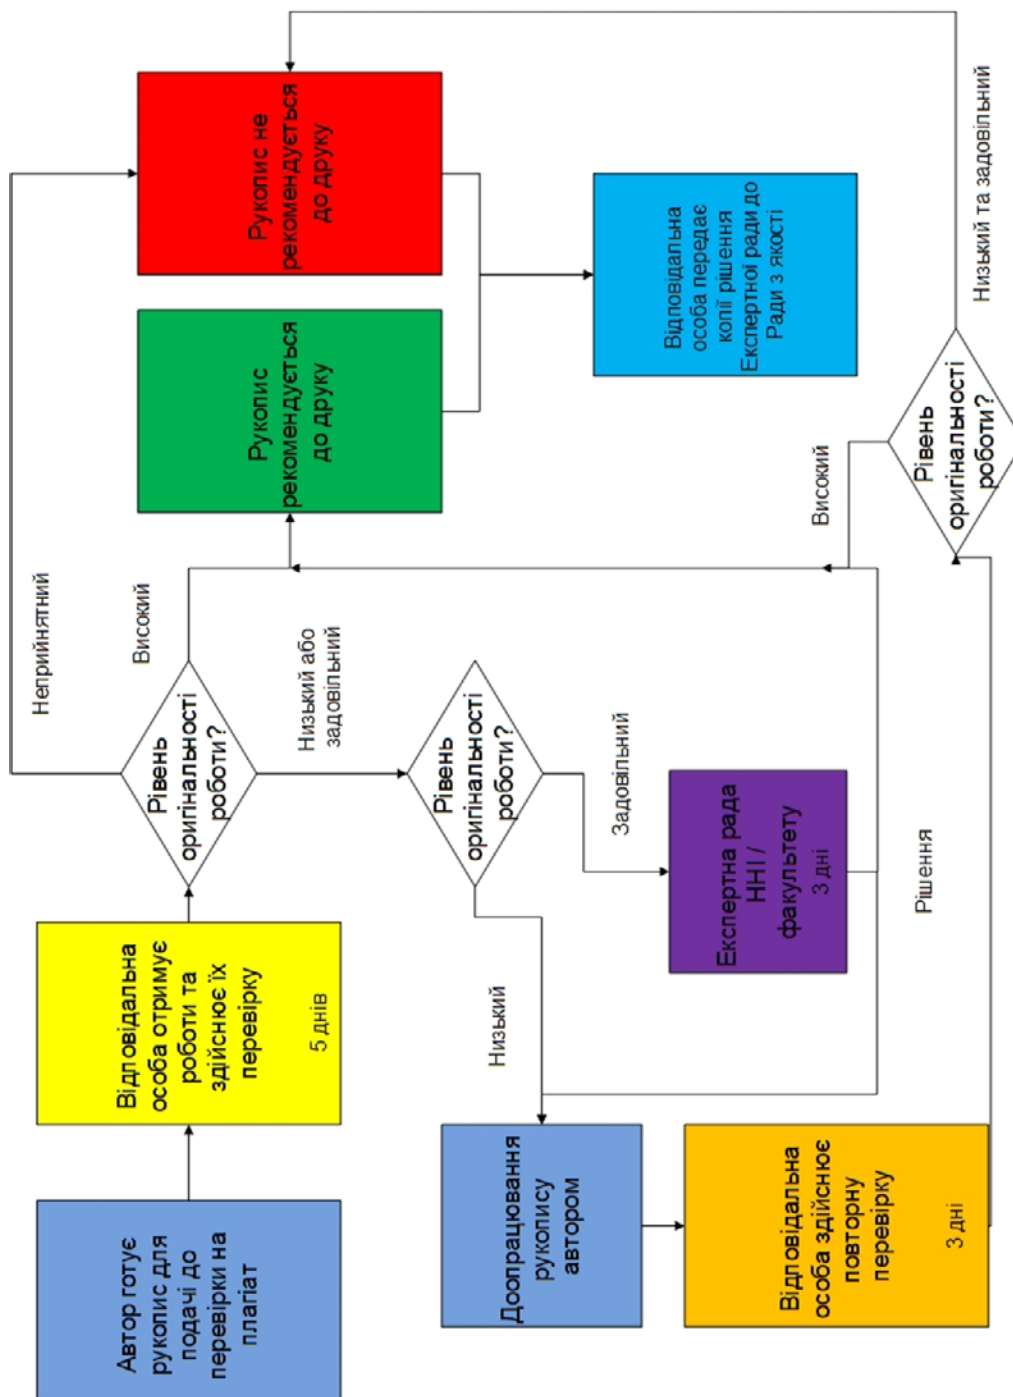 Автор готує
рукопис для
подачі до
перевірки на
плагіат
Відповідальна
особа отримує
роботи та
здійснює їх
перевірку
5 днів
Рівень
оригінальності
роботи?
Неприйнятний
Високий
Низький або
задовільний
Рукопис
рекомендується
до друку
Рукопис не
рекомендується
до друку
Рівень
оригінальності
роботи?
Низький
Задовільний
Відповідальна
особа передає
копії рішення
Експертної ради до
Ради з якості
Доопрацювання
рукопису
автором
Експертна рада
ННІ /
факультету
3 дні
Відповідальна
особа здійснює
повторну
перевірку
3 дні
Рішення
Високий
Рівень
оригінальності
роботи?
Низький та задовільний